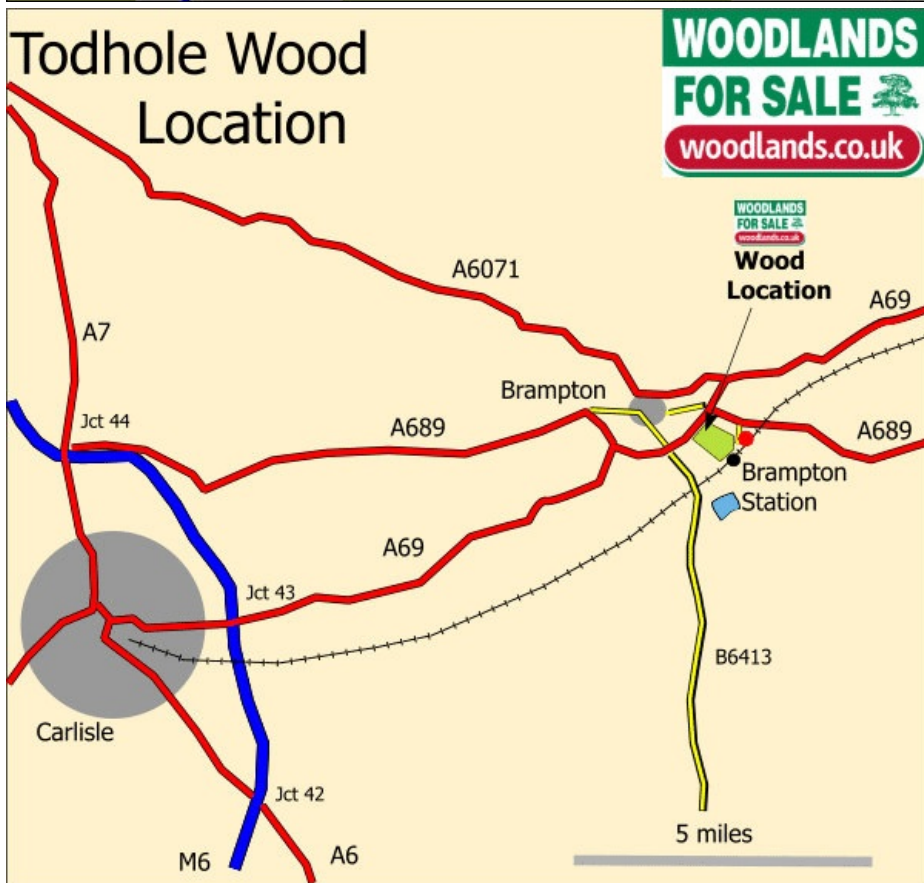 Todhole Wood
Location
WOODLANDS
FOR SALE
woodlands.co.uk
WOODLANDS
FOR SALE
woodlands.co.uk
Wood
Location
A6071
A69
A7
Brampton
Jct 44
A689
A689
Brampton
Station
A69
Jct 43
B6413
Carlisle
Jct 42
5 miles
M6
A6